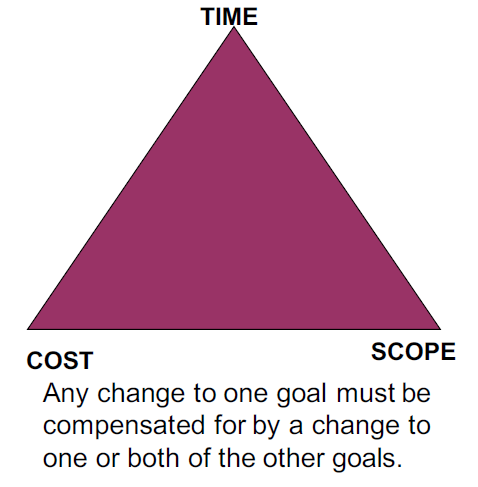 TIME
COST
SCOPE
Any change to one goal must be
compensated for by a change to
one or both of the other goals.